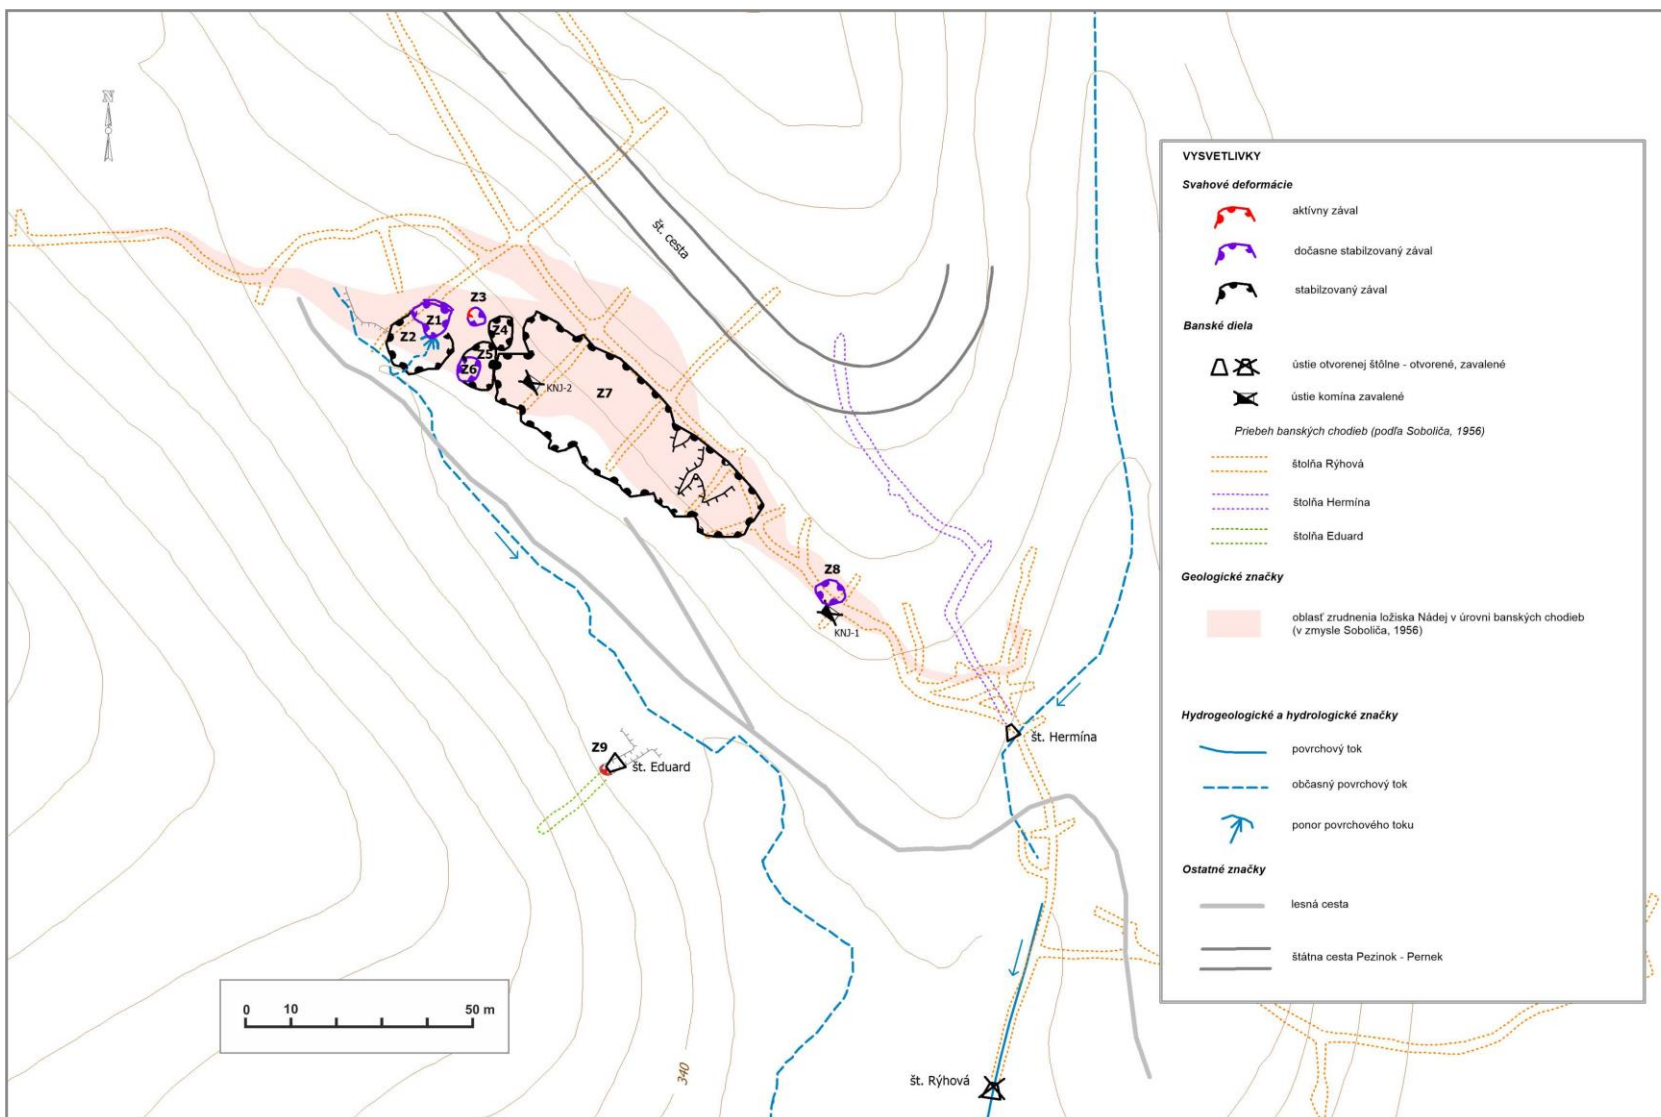 N
št. cesta
Z3
Z1
Z2
Z4
Z5
Z6
KNJ-2
Z7
Z8
KNJ-1
št. Hermína
Z9
št. Eduard
0 10 50 m
340
št. Rýhová
VYSVETLIVKY
Svahové deformácie
aktívny zával
dočasne stabilzovaný zával
stabilzovaný zával
Banské diela
ústie otvorenej štôlne - otvorené, zavalené
ústie komína zavalené
Priebeh banských chodieb (podľa Soboliča, 1956)
štolňa Rýhová
štolňa Hermína
štolňa Eduard
Geologické značky
oblasť zrudnenia ložiska Nádej v úrovni banských chodieb
(v zmysle Soboliča, 1956)
Hydrogeologické a hydrologické značky
povrchový tok
občasný povrchový tok
ponor povrchového toku
Ostatné značky
lesná cesta
štátna cesta Pezinok - Pernek